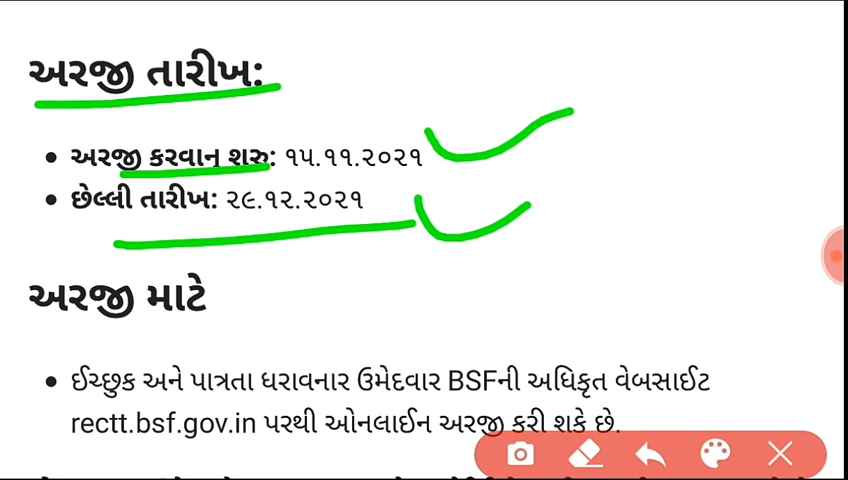 અરજી તારીખ:
અરજી કરવાનુ શરુ: ૧૫.૧૧.૨૦૨૧
છેલ્લી તારીખ: ૨૯.૧૨.૨૦૨૧
અરજી માટે
ઈચ્છુક અને પાત્રતા ધરાવનાર ઉમેદવાર BSFની અધિકૃત વેબસાઈટ
rectt.bsf.gov.in પરથી ઓનલાઈન અરજી કરી શકે છે.